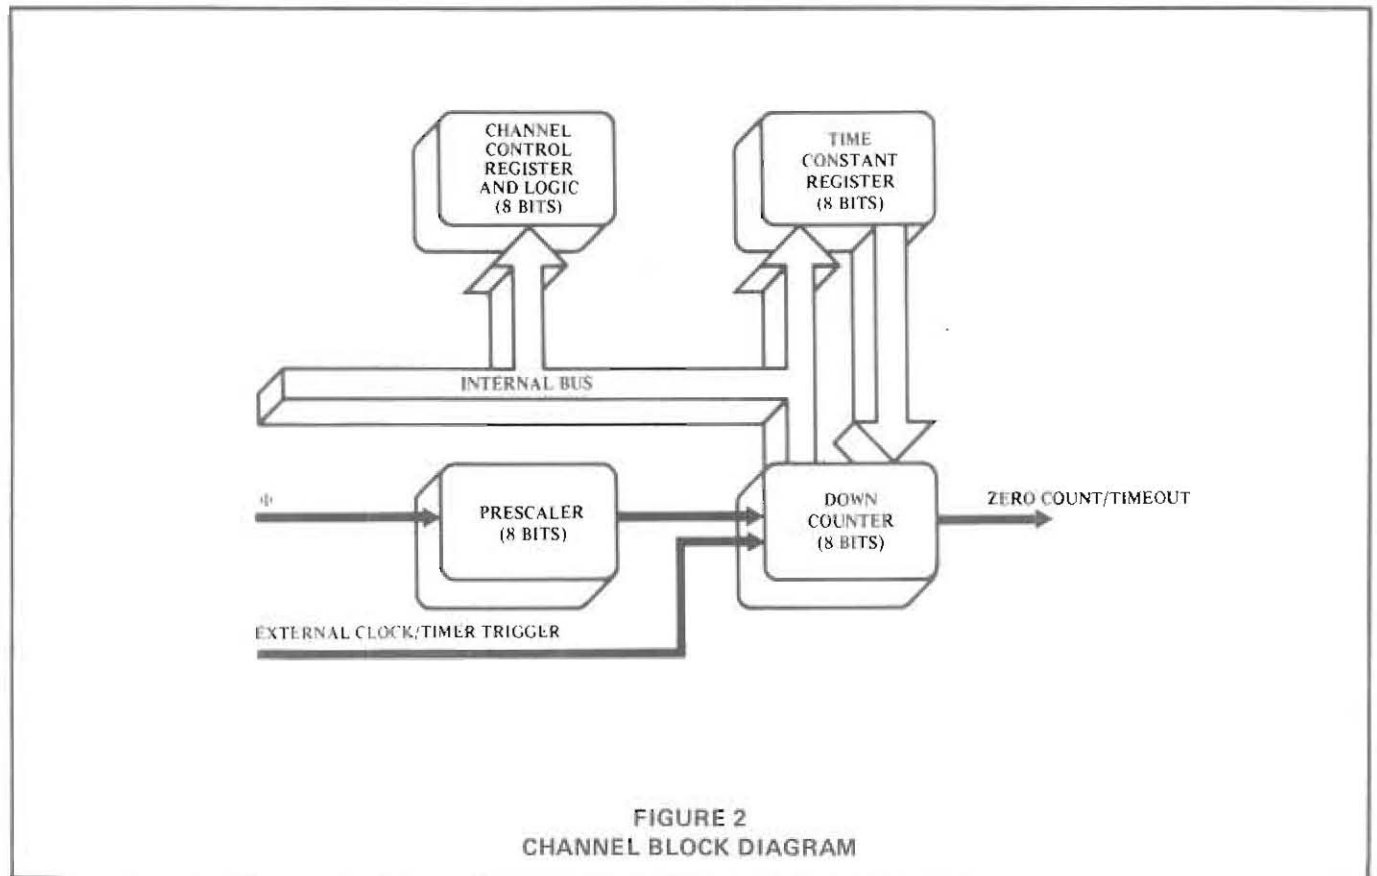 CHANNEL
CONTROL
REGISTER
AND LOGIC
(8 BITS)
TIME
CONSTANT
REGISTER
(8 BITS)
INTERNAL BUS
Φ
PRESCALER
(8 BITS)
DOWN
COUNTER
(8 BITS)
ZERO COUNT/TIMEOUT
EXTERNAL CLOCK/TIMER TRIGGER
FIGURE 2
CHANNEL BLOCK DIAGRAM